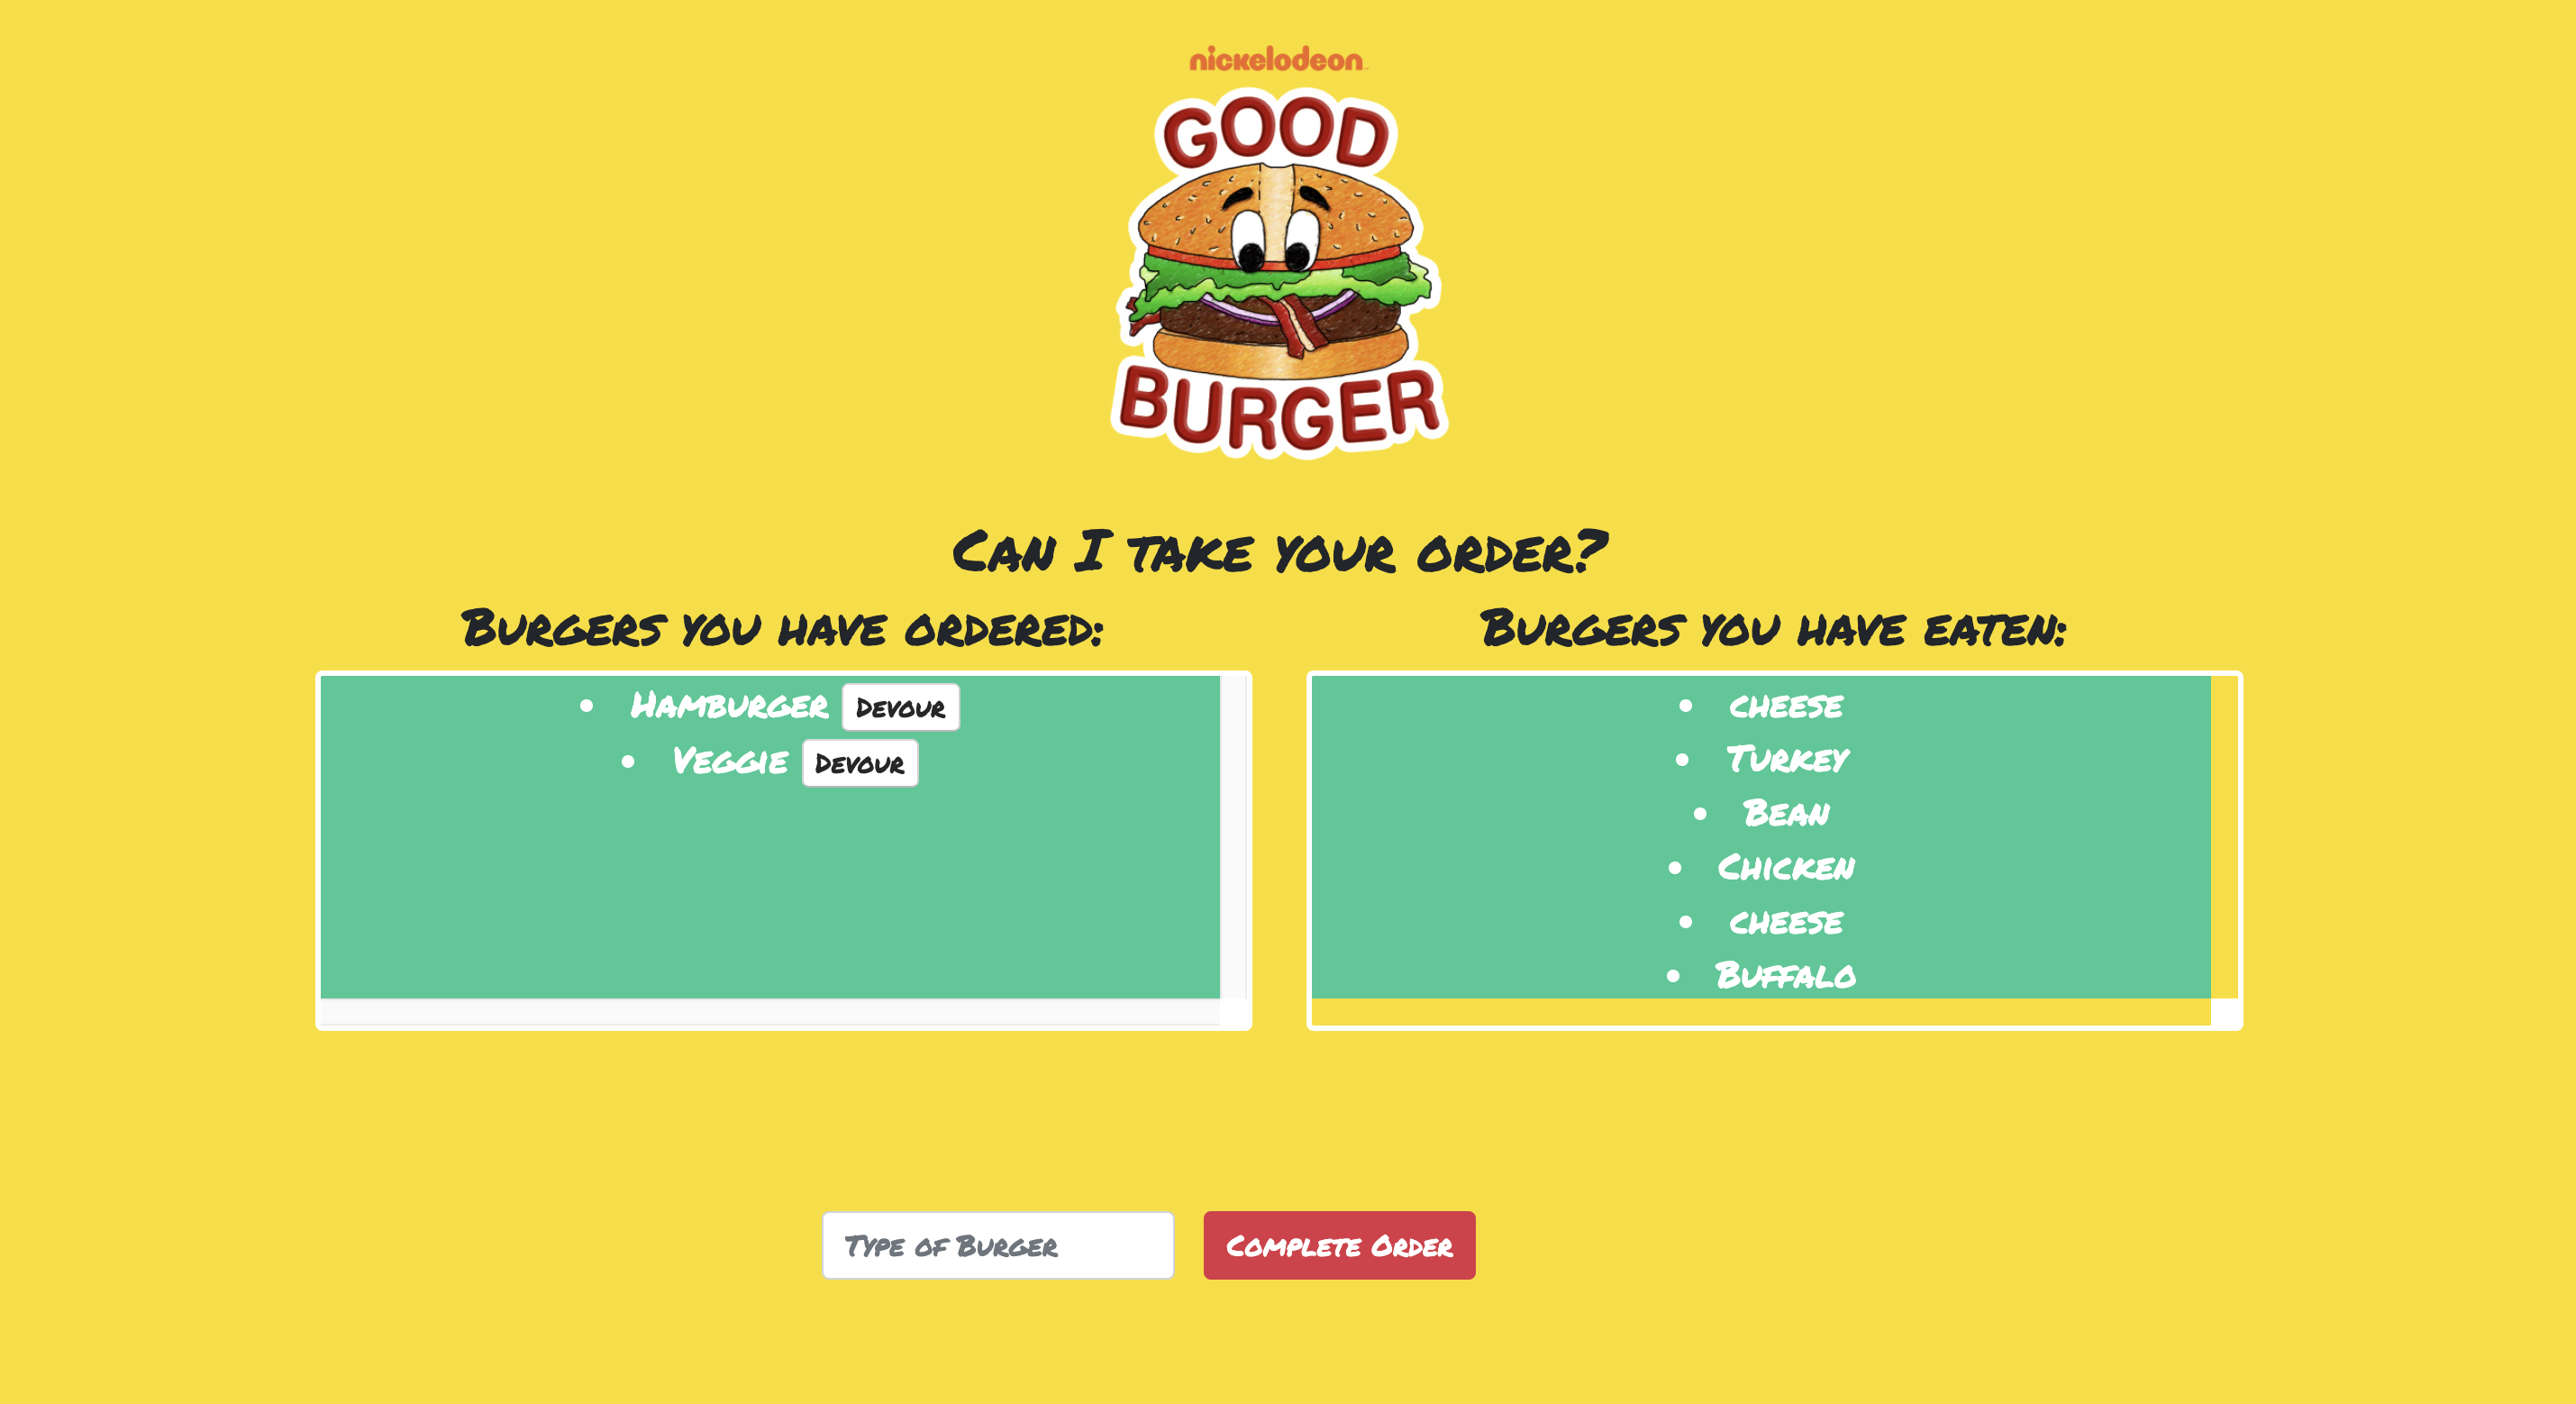 nickelodeon
GOOD
BURGER
Can I take your order?
Burgers you have ordered:
Hamburger Devour
Veggie Devour
Burgers you have eaten:
cheese
Turkey
Bean
Chicken
cheese
Buffalo
Type of Burger
Complete Order